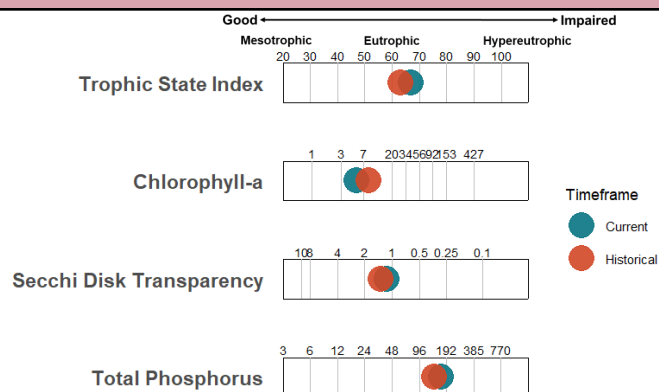 Good Impaired
Mesotrophic Eutrophic Hypereutrophic
20 30 40 50 60 70 80 90 100
Trophic State Index
1 3 7 20 34 56 92 153 427
Chlorophyll-a
Timeframe
Current
Historical
10 8 4 2 1 0.5 0.25 0.1
Secchi Disk Transparency
3 6 12 24 48 96 192 385 770
Total Phosphorus